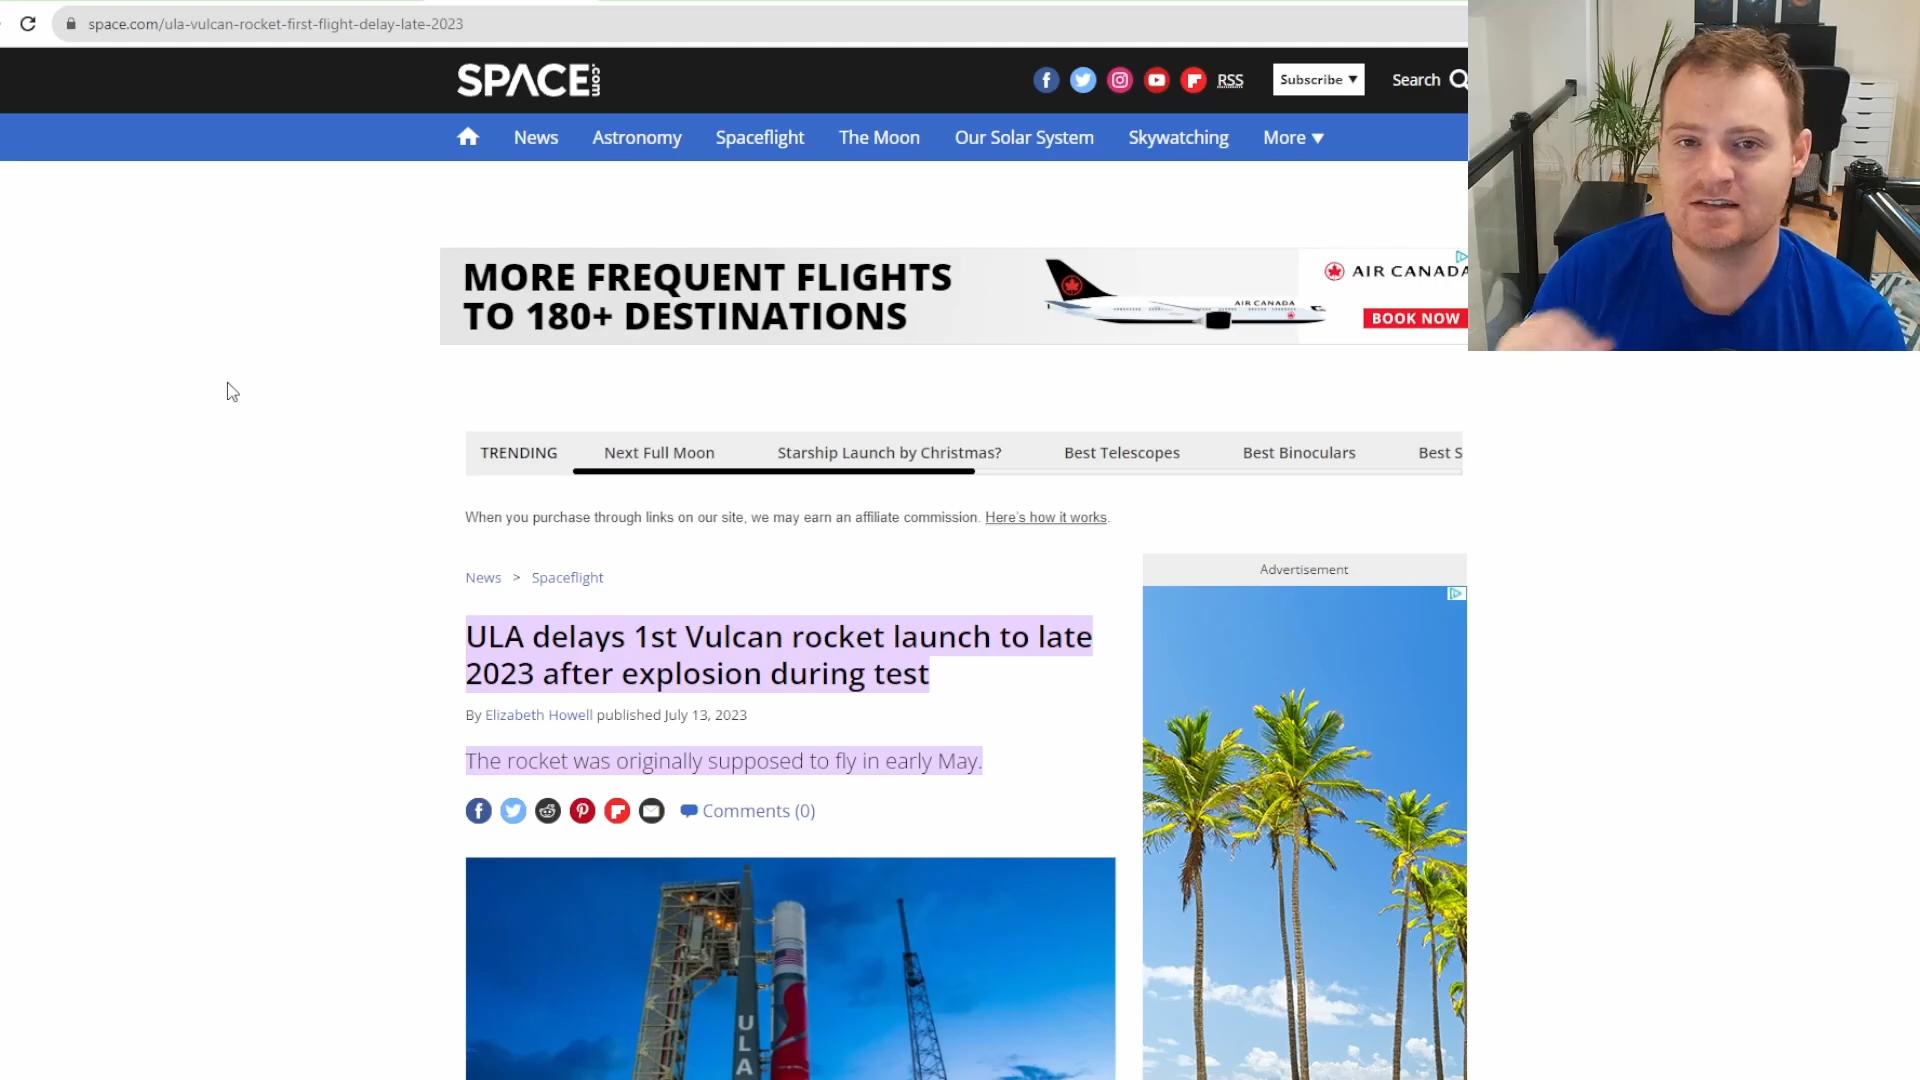 space.com/ula-vulcan-rocket-first-flight-delay-late-2023
SPACE.com
RSS
Subscribe ▼
Search
News
Astronomy
Spaceflight
The Moon
Our Solar System
Skywatching
More ▼
MORE FREQUENT FLIGHTS
TO 180+ DESTINATIONS
AIR CANADA
AIR CANADA
BOOK NOW
TRENDING
Next Full Moon
Starship Launch by Christmas?
Best Telescopes
Best Binoculars
Best S
When you purchase through links on our site, we may earn an affiliate commission. Here's how it works.
News > Spaceflight
Advertisement
ULA delays 1st Vulcan rocket launch to late
2023 after explosion during test
By Elizabeth Howell published July 13, 2023
The rocket was originally supposed to fly in early May.
Comments (0)
ULA